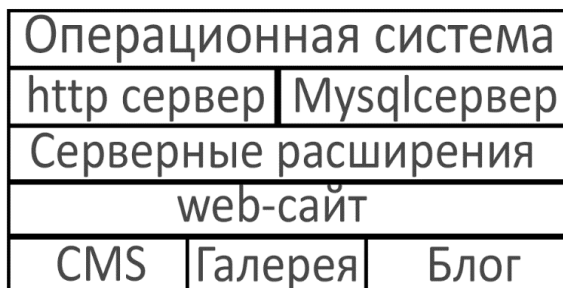 Операционная система
http сервер Mysqlсервер
Серверные расширения
web-сайт
CMS Галерея Блог